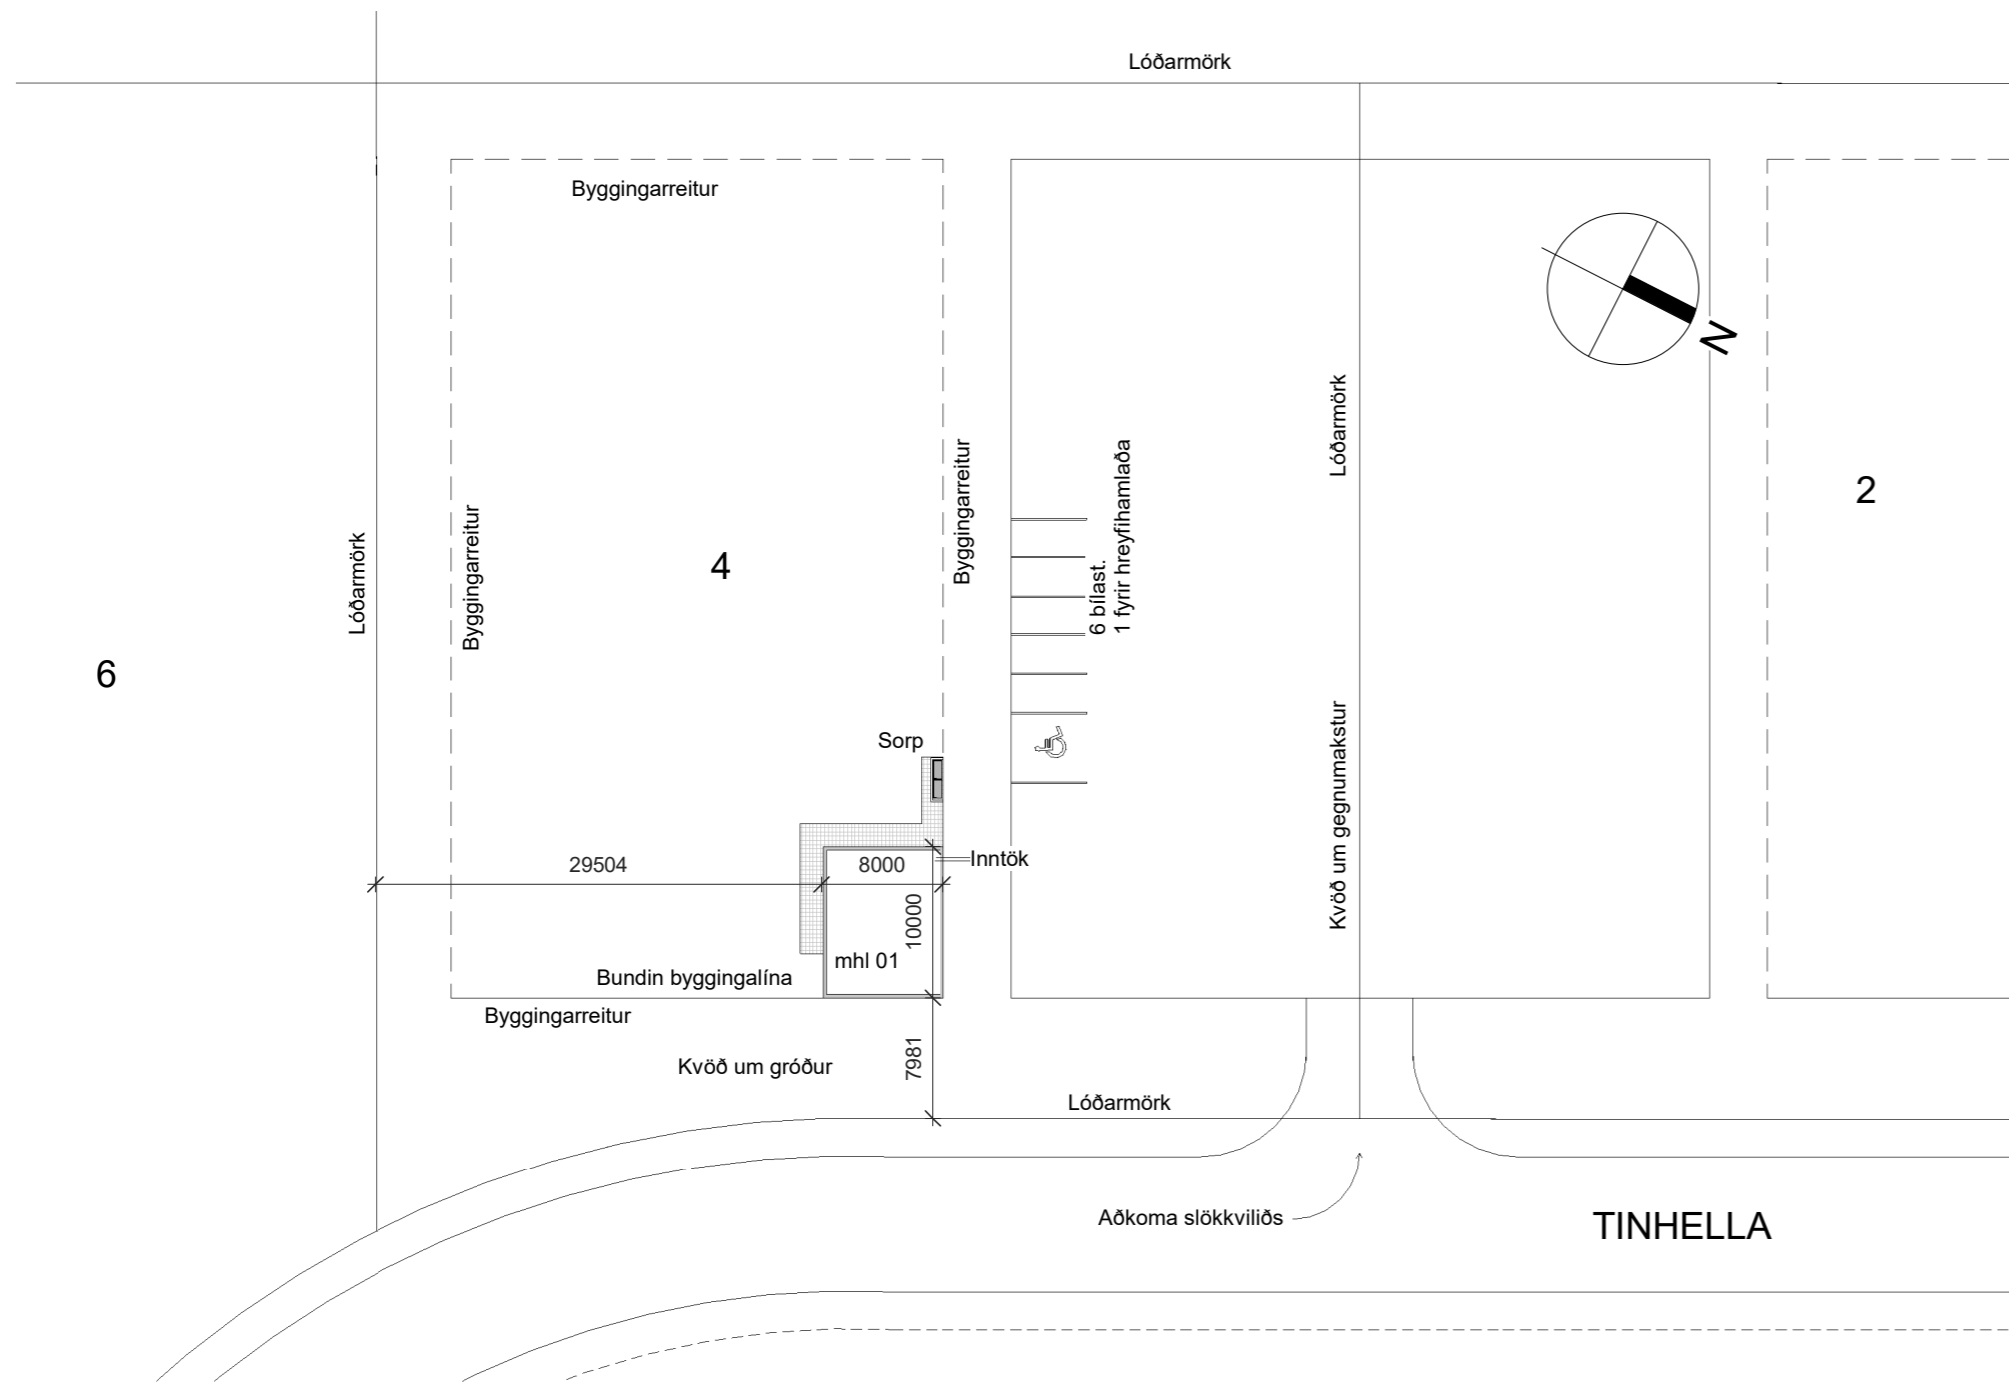 Lóðarmörk
Byggingarreitur
N
Lóðarmörk
Byggingarreitur
2
6 bílast.
1 fyrir hreyfihamlaða
4
Byggingarreitur
Lóðarmörk
6
Sorp
Kvöð um gegnumakstur
29504
8000
Inntök
10000
mhl 01
Bundin byggingalína
Byggingarreitur
7981
Kvöð um gróður
Lóðarmörk
Aðkoma slökkviliðs
TINHELLA